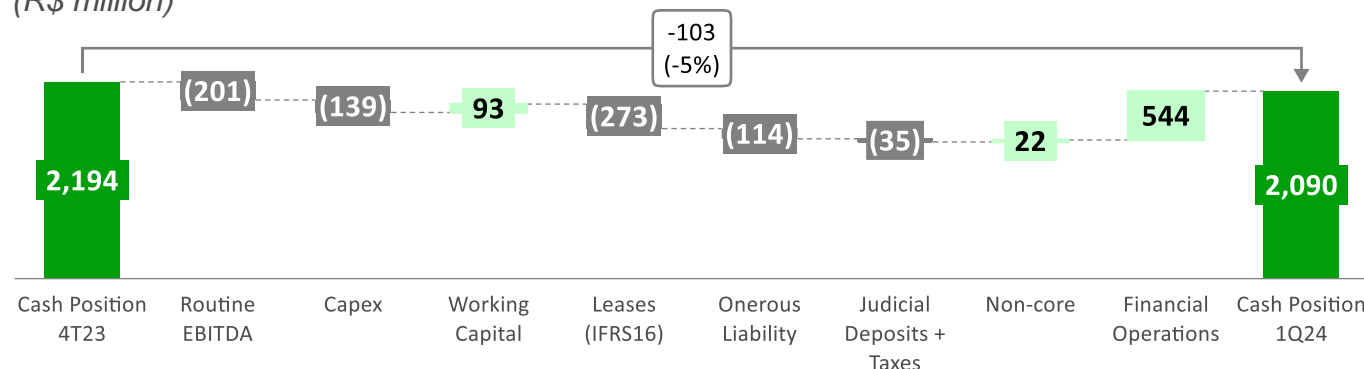 (R$ million)
-103
(-5%)
(201)
(139)
93
(273)
(114)
(35)
22
544
2,194
2,090
Cash Position
4T23
Routine
EBITDA
Capex
Working
Capital
Leases
(IFRS16)
Onerous
Liability
Judicial
Deposits +
Taxes
Non-core
Financial
Operations
Cash Position
1Q24